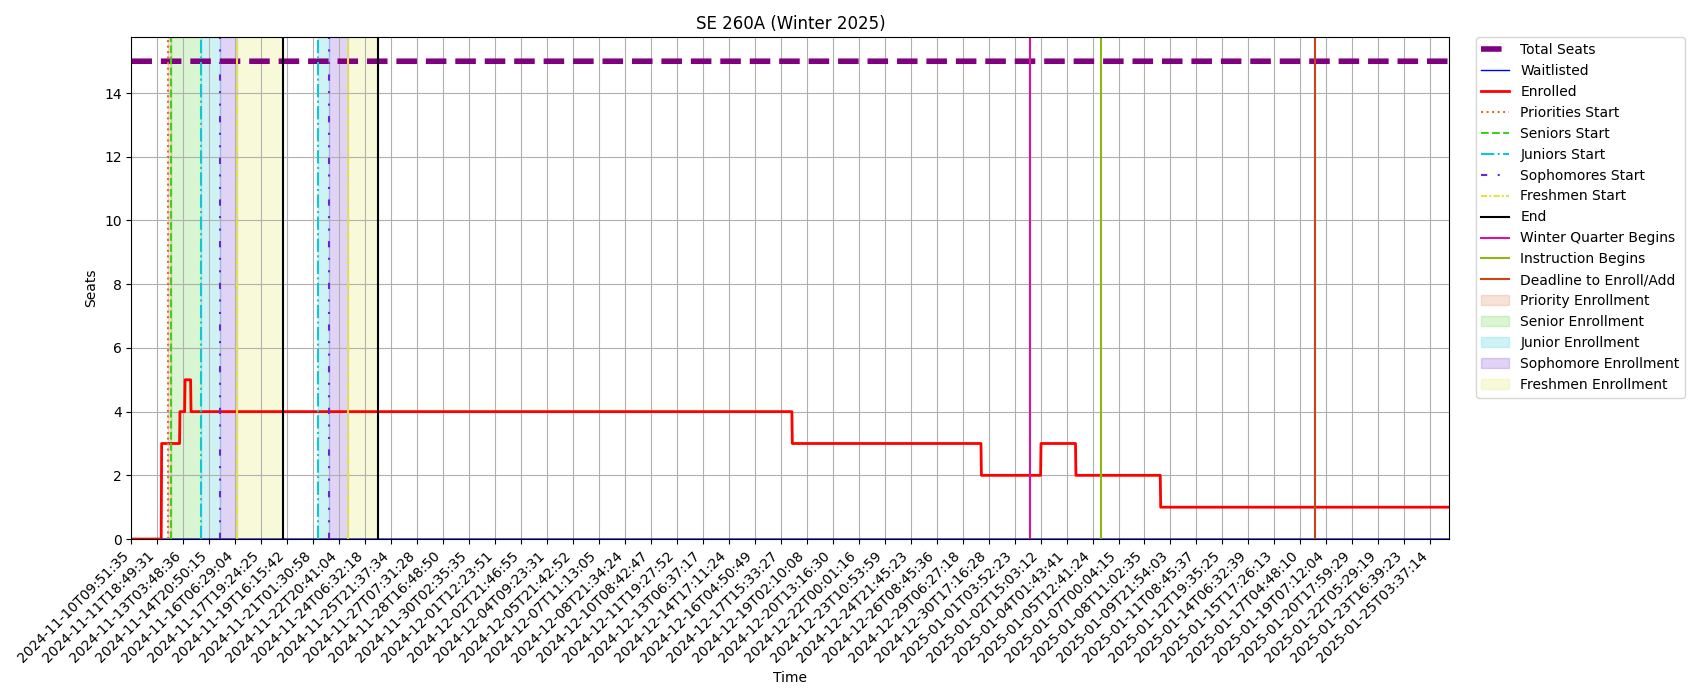 SE 260A (Winter 2025)
Seats
14
12
10
8
6
4
2
0
2024-11-10T09:51:35
2024-11-11T18:49:31
2024-11-13T03:48:36
2024-11-14T20:50:15
2024-11-16T06:29:04
2024-11-17T19:24:25
2024-11-19T16:15:42
2024-11-21T01:30:58
2024-11-22T20:41:04
2024-11-24T06:32:18
2024-11-25T21:37:34
2024-11-27T07:31:28
2024-11-28T16:48:50
2024-11-30T02:35:35
2024-12-01T12:23:51
2024-12-02T21:46:55
2024-12-04T09:23:31
2024-12-05T21:42:52
2024-12-07T11:13:05
2024-12-08T21:34:24
2024-12-10T08:42:47
2024-12-11T19:27:52
2024-12-13T06:37:17
2024-12-14T17:11:24
2024-12-16T04:50:49
2024-12-17T15:33:27
2024-12-19T02:10:08
2024-12-20T13:16:30
2024-12-22T00:01:16
2024-12-23T10:53:59
2024-12-24T21:45:23
2024-12-26T08:45:36
2024-12-29T06:27:18
2024-12-30T17:16:28
2025-01-01T03:52:23
2025-01-02T15:03:12
2025-01-04T01:43:41
2025-01-05T12:41:24
2025-01-07T00:04:15
2025-01-08T11:02:35
2025-01-09T21:54:03
2025-01-11T08:45:37
2025-01-12T19:35:25
2025-01-14T06:32:39
2025-01-15T17:26:13
2025-01-17T04:48:10
2025-01-19T07:12:04
2025-01-20T17:59:29
2025-01-22T05:29:19
2025-01-23T16:39:23
2025-01-25T03:37:14
Time
Total Seats
Waitlisted
Enrolled
Priorities Start
Seniors Start
Juniors Start
Sophomores Start
Freshmen Start
End
Winter Quarter Begins
Instruction Begins
Deadline to Enroll/Add
Priority Enrollment
Senior Enrollment
Junior Enrollment
Sophomore Enrollment
Freshmen Enrollment